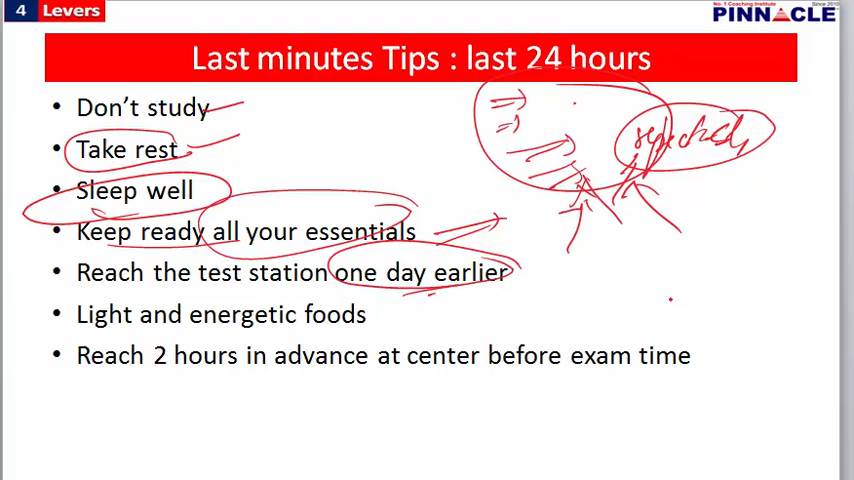 4 Levers
No. 1 Coaching Institute Since 2010
PINNACLE
Last minutes Tips : last 24 hours
• Don't study
• Take rest
• Sleep well
• Keep ready all your essentials
• Reach the test station one day earlier
• Light and energetic foods
• Reach 2 hours in advance at center before exam time